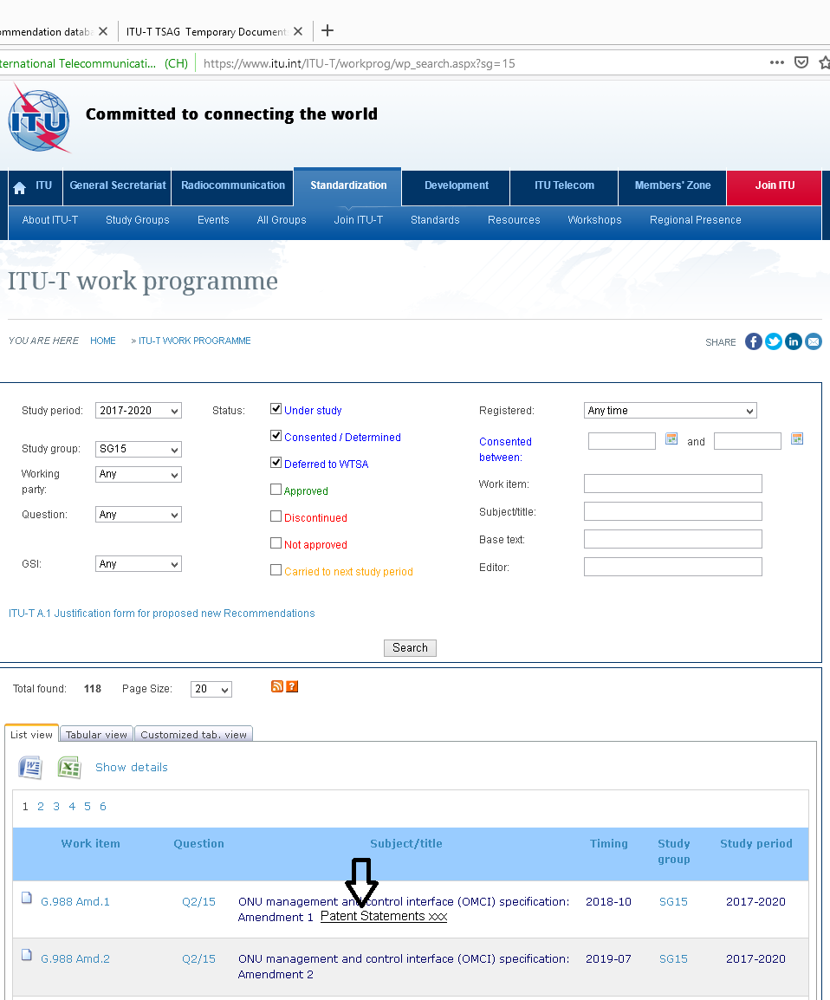 ommendation databa
ITU-T TSAG Temporary Document
ternational Telecommunicati... (CH)
https://www.itu.int/ITU-T/workprog/wp_search.aspx?sg=15
ITU
Committed to connecting the world
ITU General Secretariat Radiocommunication Standardization Development ITU Telecom Members' Zone Join ITU
About ITU-T Study Groups Events All Groups Join ITU-T Standards Resources Workshops Regional Presence
ITU-T work programme
YOU ARE HERE HOME > ITU-T WORK PROGRAMME
SHARE
Study period: 2017-2020
Study group: SG15
Working
party: Any
Question: Any
GSI: Any
Status:
Under study
Consented / Determined
Deferred to WTSA
Approved
Discontinued
Not approved
Carried to next study period
Registered: Any time
Consented
between: and
Work item:
Subject/title:
Base text:
Editor:
ITU-T A.1 Justification form for proposed new Recommendations
Search
Total found: 118 Page Size: 20
List view Tabular view Customized tab. view
Show details
1 2 3 4 5 6
Work item Question Subject/title Timing Study
group Study period
G.988 Amd.1 Q2/15 ONU management and control interface (OMCI) specification: 2018-10 SG15 2017-2020
Amendment 1 Patent Statements xxx
G.988 Amd.2 Q2/15 ONU management and control interface (OMCI) specification: 2019-07 SG15 2017-2020
Amendment 2